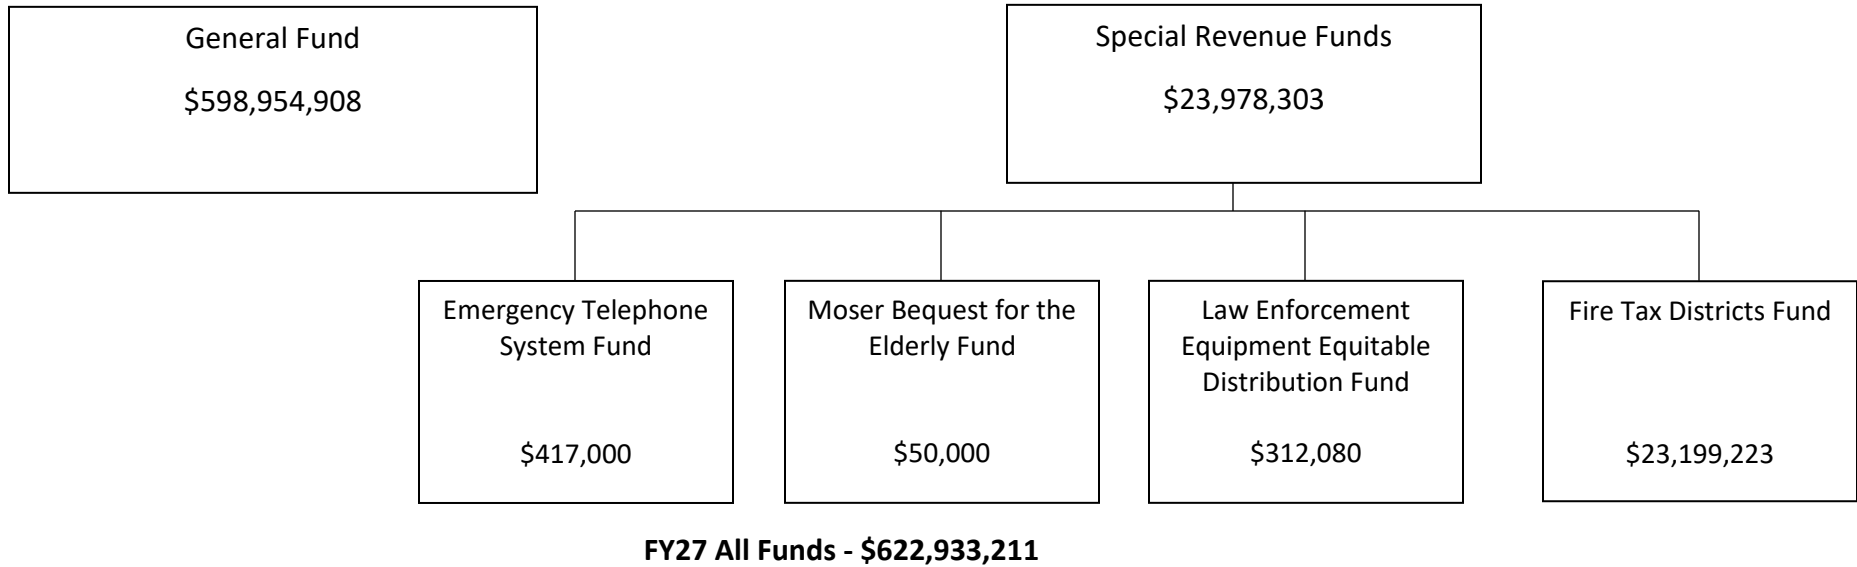 General Fund
$598,954,908
Special Revenue Funds
$23,978,303
Emergency Telephone
System Fund
$417,000
Moser Bequest for the
Elderly Fund
$50,000
Law Enforcement
Equipment Equitable
Distribution Fund
$312,080
Fire Tax Districts Fund
$23,199,223
FY27 All Funds - $622,933,211